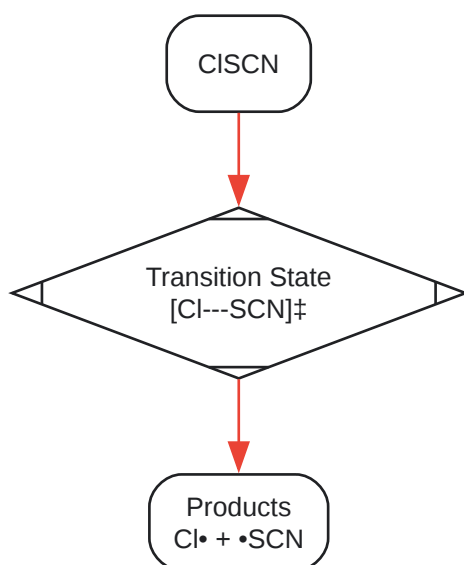 ClSCN
Transition State
[Cl---SCN]‡
Products
Cl• + •SCN